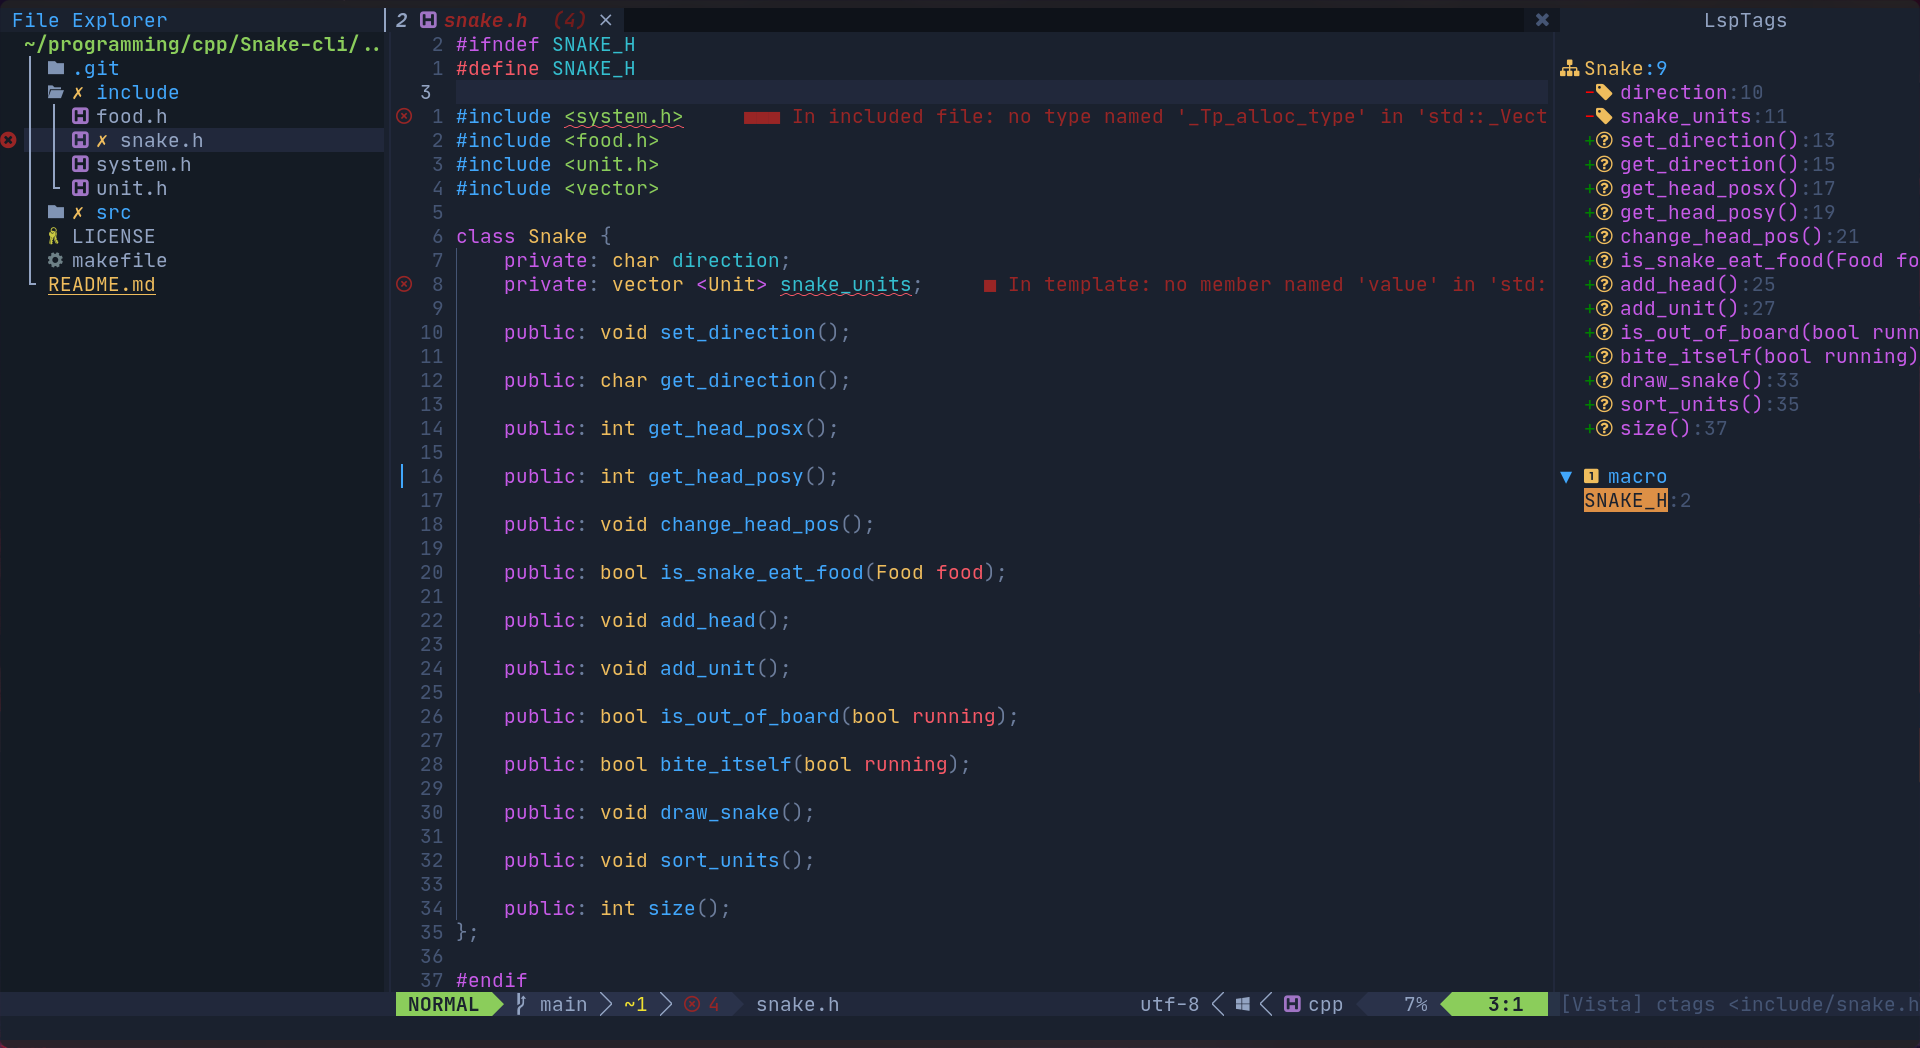 File Explorer
~/programming/cpp/Snake-cli/..
.git
✗ include
food.h
✗ snake.h
system.h
unit.h
✗ src
LICENSE
makefile
README.md
2 snake.h (4) ×
2 #ifndef SNAKE_H
1 #define SNAKE_H
3
1 #include <system.h> ■■■ In included file: no type named '_Tp_alloc_type' in 'std::_Vect
2 #include <food.h>
3 #include <unit.h>
4 #include <vector>
5
6 class Snake {
7 private: char direction;
8 private: vector <Unit> snake_units; ■ In template: no member named 'value' in 'std:
9
10 public: void set_direction();
11
12 public: char get_direction();
13
14 public: int get_head_posx();
15
16 public: int get_head_posy();
17
18 public: void change_head_pos();
19
20 public: bool is_snake_eat_food(Food food);
21
22 public: void add_head();
23
24 public: void add_unit();
25
26 public: bool is_out_of_board(bool running);
27
28 public: bool bite_itself(bool running);
29
30 public: void draw_snake();
31
32 public: void sort_units();
33
34 public: int size();
35 };
36
37 #endif
LspTags
Snake:9
-direction:10
-snake_units:11
+set_direction():13
+get_direction():15
+get_head_posx():17
+get_head_posy():19
+change_head_pos():21
+is_snake_eat_food(Food fo
+add_head():25
+add_unit():27
+is_out_of_board(bool runn
+bite_itself(bool running)
+draw_snake():33
+sort_units():35
+size():37
▼ 1 macro
SNAKE_H:2
NORMAL main ~1 4 snake.h utf-8 cpp 7% 3:1
[Vista] ctags <include/snake.h